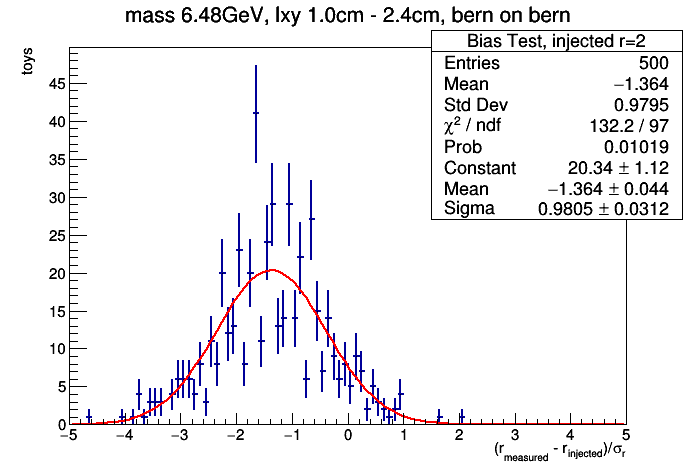 mass 6.48GeV, lxy 1.0cm - 2.4cm, bern on bern
Bias Test, injected r=2
Entries 500
Mean −1.364
Std Dev 0.9795
χ² / ndf 132.2 / 97
Prob 0.01019
Constant 20.34 ± 1.12
Mean −1.364 ± 0.044
Sigma 0.9805 ± 0.0312
toys
45
40
35
30
25
20
15
10
5
0
−5 −4 −3 −2 −1 0 1 2 3 4 5
(r_measured - r_injected)/σ_r